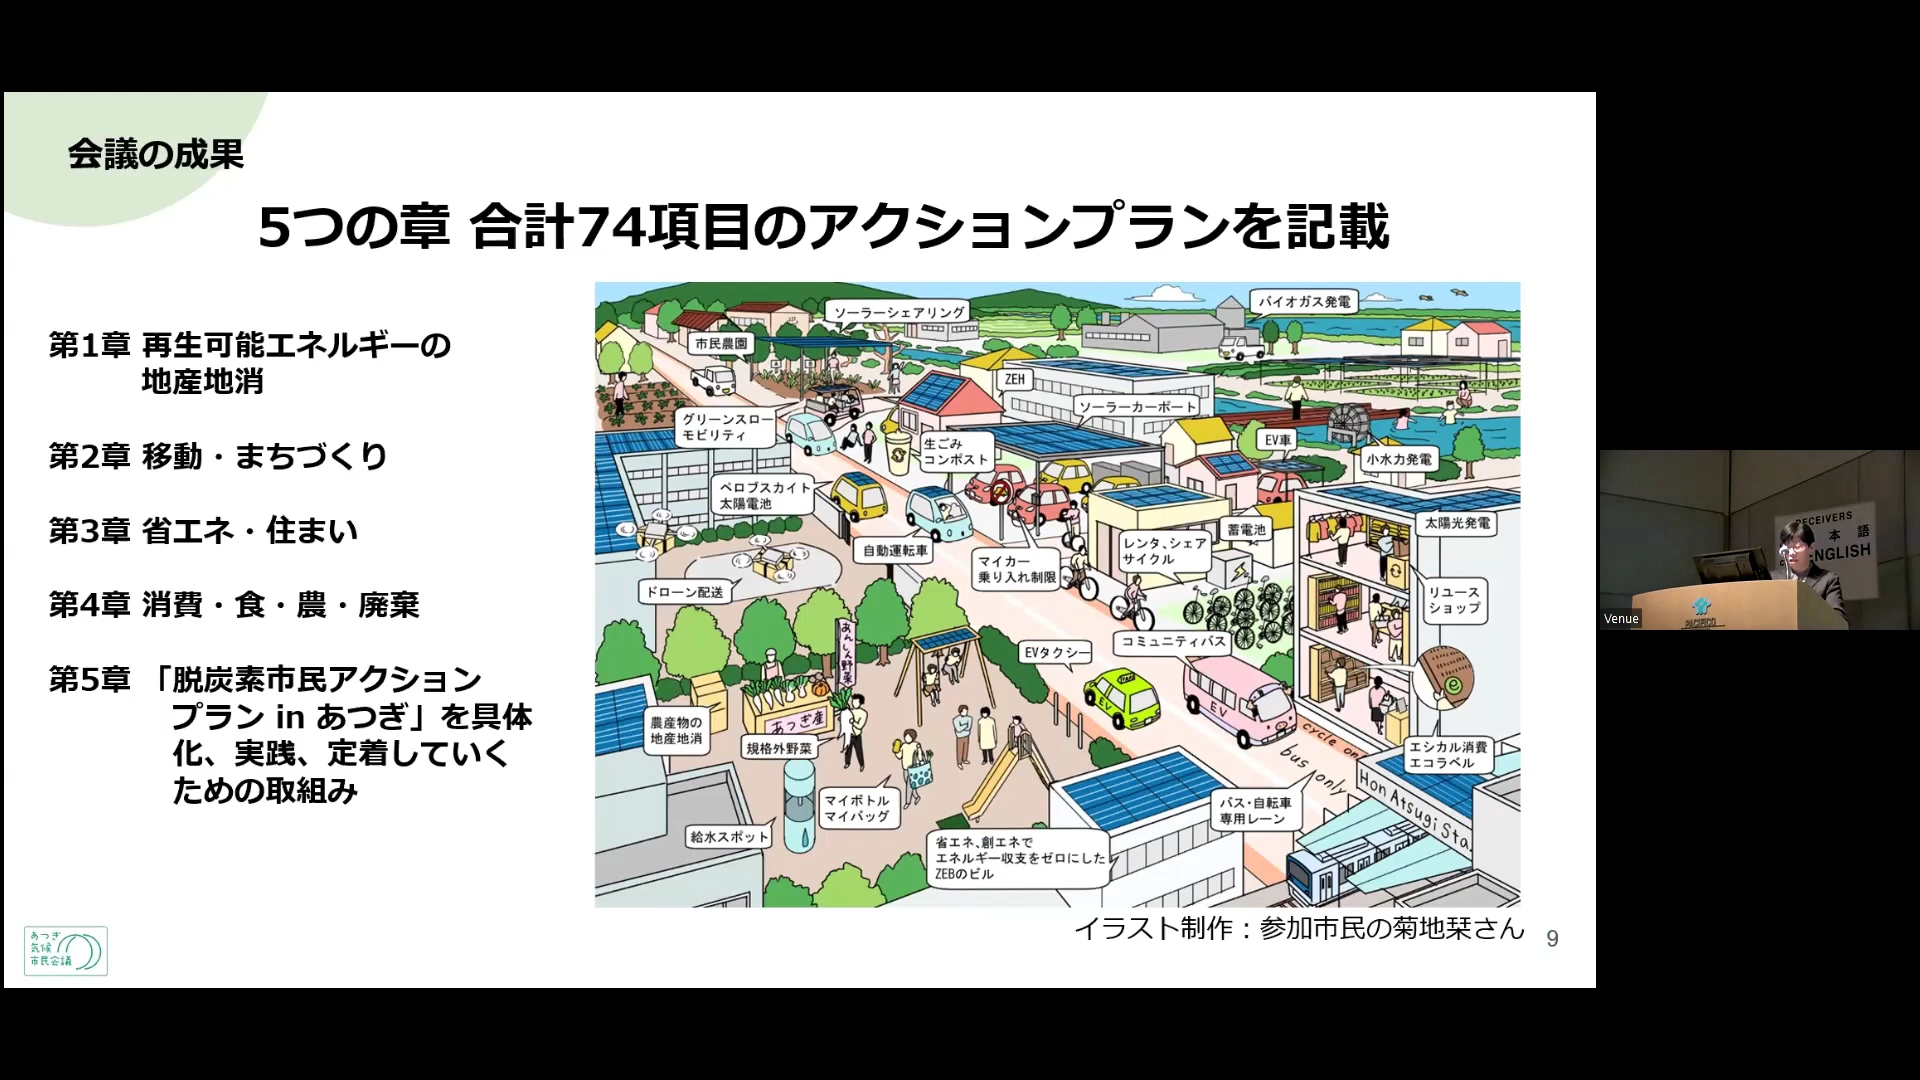 会議の成果
5つの章 合計74項目のアクションプランを記載
第1章 再生可能エネルギーの
地産地消
第2章 移動・まちづくり
第3章 省エネ・住まい
第4章 消費・食・農・廃棄
第5章 「脱炭素市民アクション
プラン in あつぎ」を具体
化、実践、定着していく
ための取組み
ソーラーシェアリング
バイオガス発電
市民農園
ZEH
ソーラーカーポート
グリーンスロー
モビリティ
生ごみ
コンポスト
EV車
小水力発電
ペロブスカイト
太陽電池
太陽光発電
蓄電池
レンタ、シェア
サイクル
自動運転車
マイカー
乗り入れ制限
ドローン配送
リユース
ショップ
あんしん野菜
コミュニティバス
EVタクシー
TAXI
EV
EV
e
農産物の
地産地消
あつぎ産
規格外野菜
cycle only
bus only
エシカル消費
エコラベル
Hon Atsugi Sta.
マイボトル
マイバッグ
バス・自転車
専用レーン
給水スポット
省エネ、創エネで
エネルギー収支をゼロにした
ZEBのビル
イラスト制作：参加市民の菊地栞さん
9
あつぎ
気候
市民会議
RECEIVERS
本 語
ENGLISH
PACIFICO
Venue